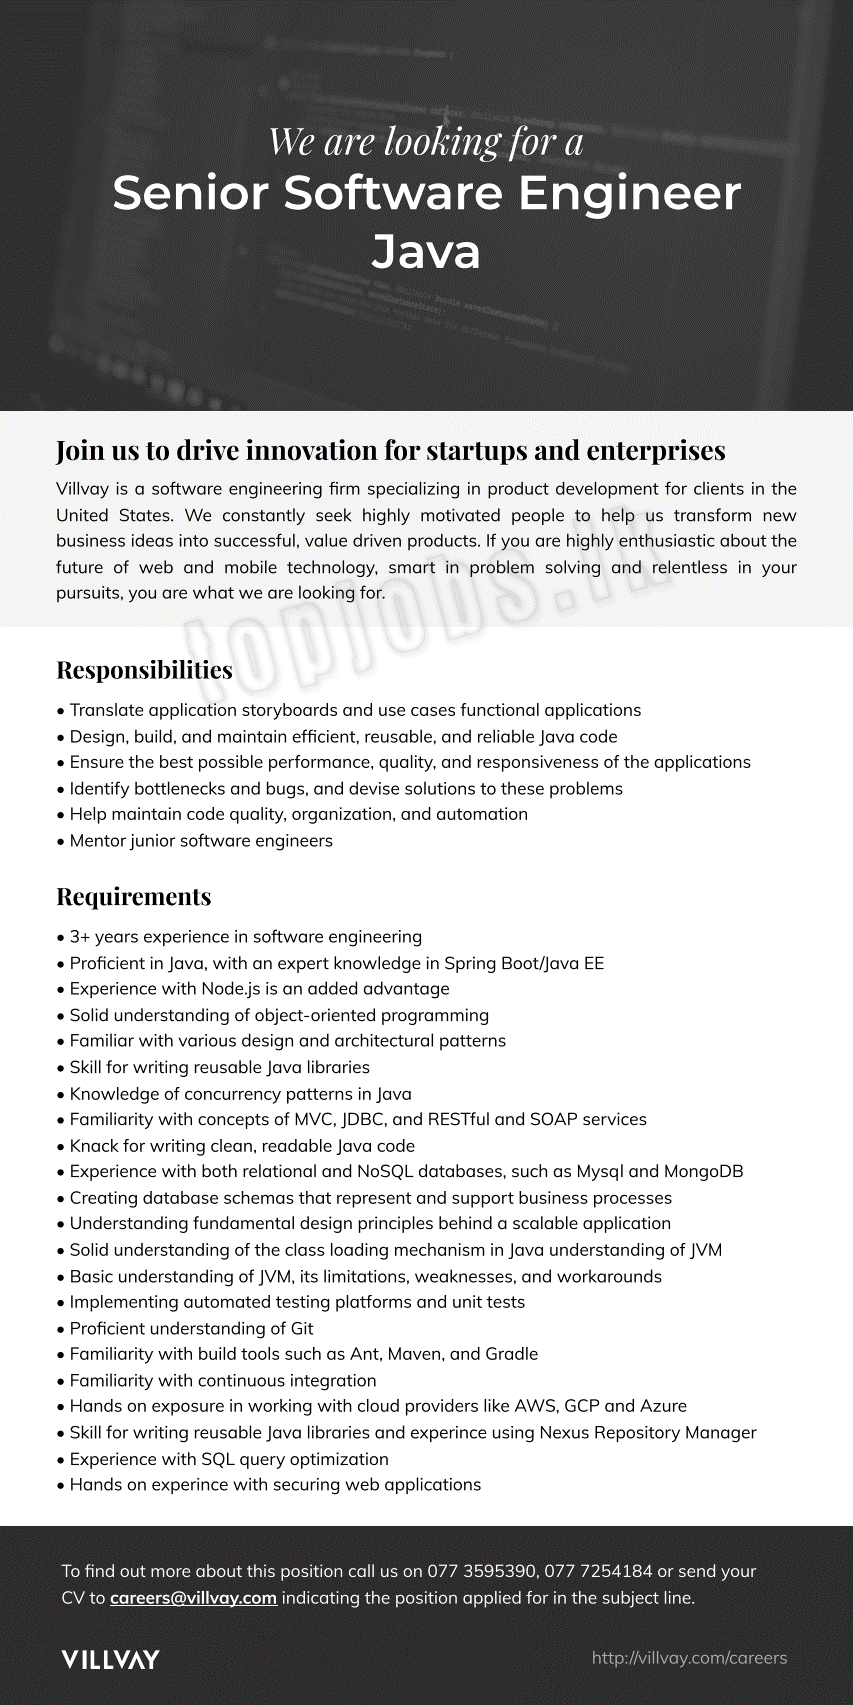 We are looking for a
Senior Software Engineer
Java
Join us to drive innovation for startups and enterprises
Villvay is a software engineering firm specializing in product development for clients in the
United States. We constantly seek highly motivated people to help us transform new
business ideas into successful, value driven products. If you are highly enthusiastic about the
future of web and mobile technology, smart in problem solving and relentless in your
pursuits, you are what we are looking for.
topjobs.lk
Responsibilities
• Translate application storyboards and use cases functional applications
• Design, build, and maintain efficient, reusable, and reliable Java code
• Ensure the best possible performance, quality, and responsiveness of the applications
• Identify bottlenecks and bugs, and devise solutions to these problems
• Help maintain code quality, organization, and automation
• Mentor junior software engineers
Requirements
• 3+ years experience in software engineering
• Proficient in Java, with an expert knowledge in Spring Boot/Java EE
• Experience with Node.js is an added advantage
• Solid understanding of object-oriented programming
• Familiar with various design and architectural patterns
• Skill for writing reusable Java libraries
• Knowledge of concurrency patterns in Java
• Familiarity with concepts of MVC, JDBC, and RESTful and SOAP services
• Knack for writing clean, readable Java code
• Experience with both relational and NoSQL databases, such as Mysql and MongoDB
• Creating database schemas that represent and support business processes
• Understanding fundamental design principles behind a scalable application
• Solid understanding of the class loading mechanism in Java understanding of JVM
• Basic understanding of JVM, its limitations, weaknesses, and workarounds
• Implementing automated testing platforms and unit tests
• Proficient understanding of Git
• Familiarity with build tools such as Ant, Maven, and Gradle
• Familiarity with continuous integration
• Hands on exposure in working with cloud providers like AWS, GCP and Azure
• Skill for writing reusable Java libraries and experince using Nexus Repository Manager
• Experience with SQL query optimization
• Hands on experince with securing web applications
To find out more about this position call us on 077 3595390, 077 7254184 or send your
CV to careers@villvay.com indicating the position applied for in the subject line.
VILLVAY
http://villvay.com/careers